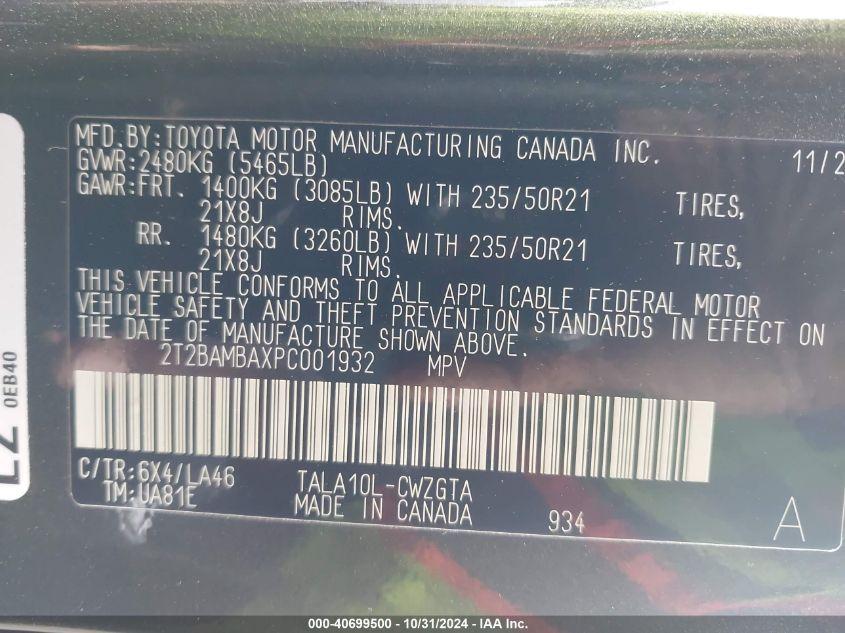 MFD.BY:TOYOTA MOTOR MANUFACTURING CANADA INC. 11/2
GVWR:2480KG (5465LB)
GAWR:FRT. 1400KG (3085LB) WITH 235/50R21 TIRES,
21X8J RIMS.
RR. 1480KG (3260LB) WITH 235/50R21 TIRES,
21X8J RIMS.
THIS VEHICLE CONFORMS TO ALL APPLICABLE FEDERAL MOTOR
VEHICLE SAFETY AND THEFT PREVENTION STANDARDS IN EFFECT ON
THE DATE OF MANUFACTURE SHOWN ABOVE.
2T2BAMBAXPC001932 MPV
C/TR:6X4/LA46 TALA10L-CWZGTA
TM:UA81E MADE IN CANADA 934 A
0EB40
000-40699500 - 10/31/2024 - IAA Inc.